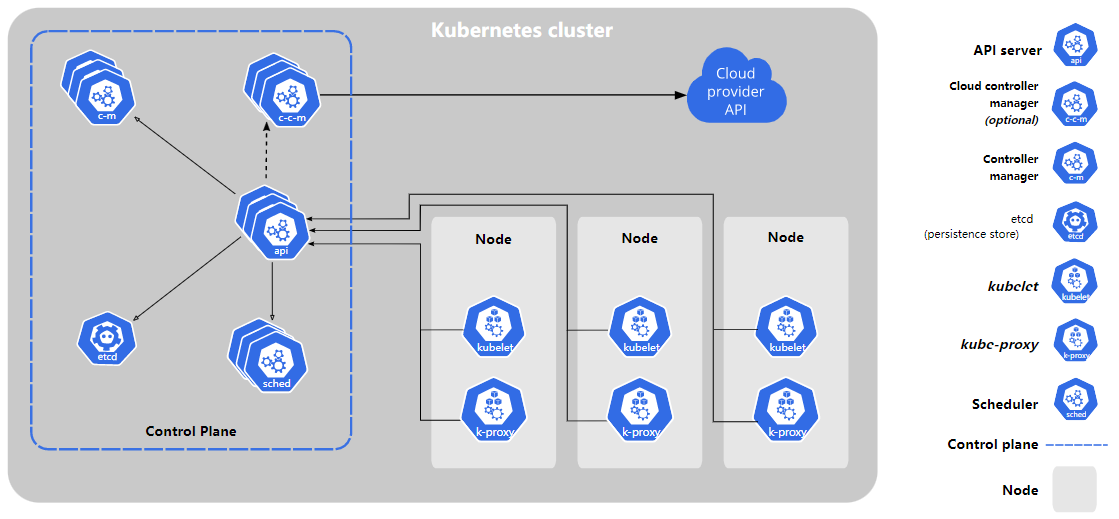 Kubernetes cluster
c-m
c-c-m
Cloud
provider
API
api
etcd
sched
Control Plane
Node
kubelet
k-proxy
Node
kubelet
k-proxy
Node
kubelet
k-proxy
API server
api
Cloud controller
manager
(optional)
c-c-m
Controller
manager
c-m
etcd
(persistence store)
etcd
kubelet
kubelet
kube-proxy
k-proxy
Scheduler
sched
Control plane
Node